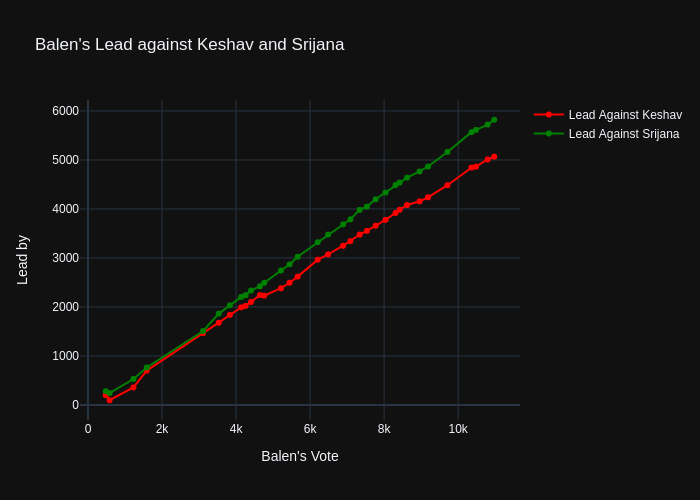 Balen's Lead against Keshav and Srijana
Lead Against Keshav
Lead Against Srijana
6000
5000
4000
3000
2000
1000
0
Lead by
0 2k 4k 6k 8k 10k
Balen's Vote